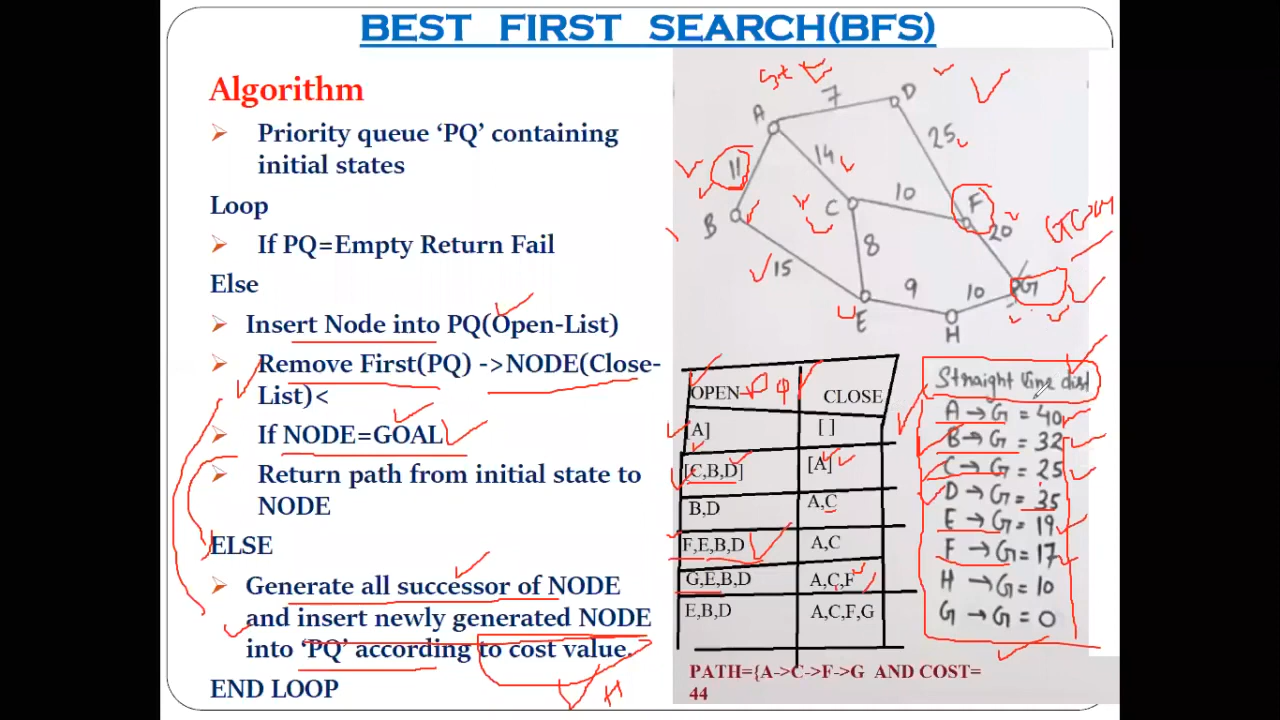 BEST FIRST SEARCH(BFS)
Algorithm
Priority queue ‘PQ’ containing
initial states
Loop
If PQ=Empty Return Fail
Else
Insert Node into PQ(Open-List)
Remove First(PQ) ->NODE(Close-
List)<
If NODE=GOAL
Return path from initial state to
NODE
ELSE
Generate all successor of NODE
and insert newly generated NODE
into ‘PQ’ according to cost value.
END LOOP
A
7
D
11
14
25
B
C
10
F
20
8
15
E
9
H
10
G
OPEN
CLOSE
A]
[ ]
[C,B,D]
[A]
B,D
A,C
F,E,B,D
A,C
G,E,B,D
A,C,F
E,B,D
A,C,F,G
Straight line dist
A → G = 40
B → G = 32
C → G = 25
D → G = 35
E → G = 19
F → G = 17
H → G = 10
G → G = 0
PATH={A->C->F->G AND COST=
44
H